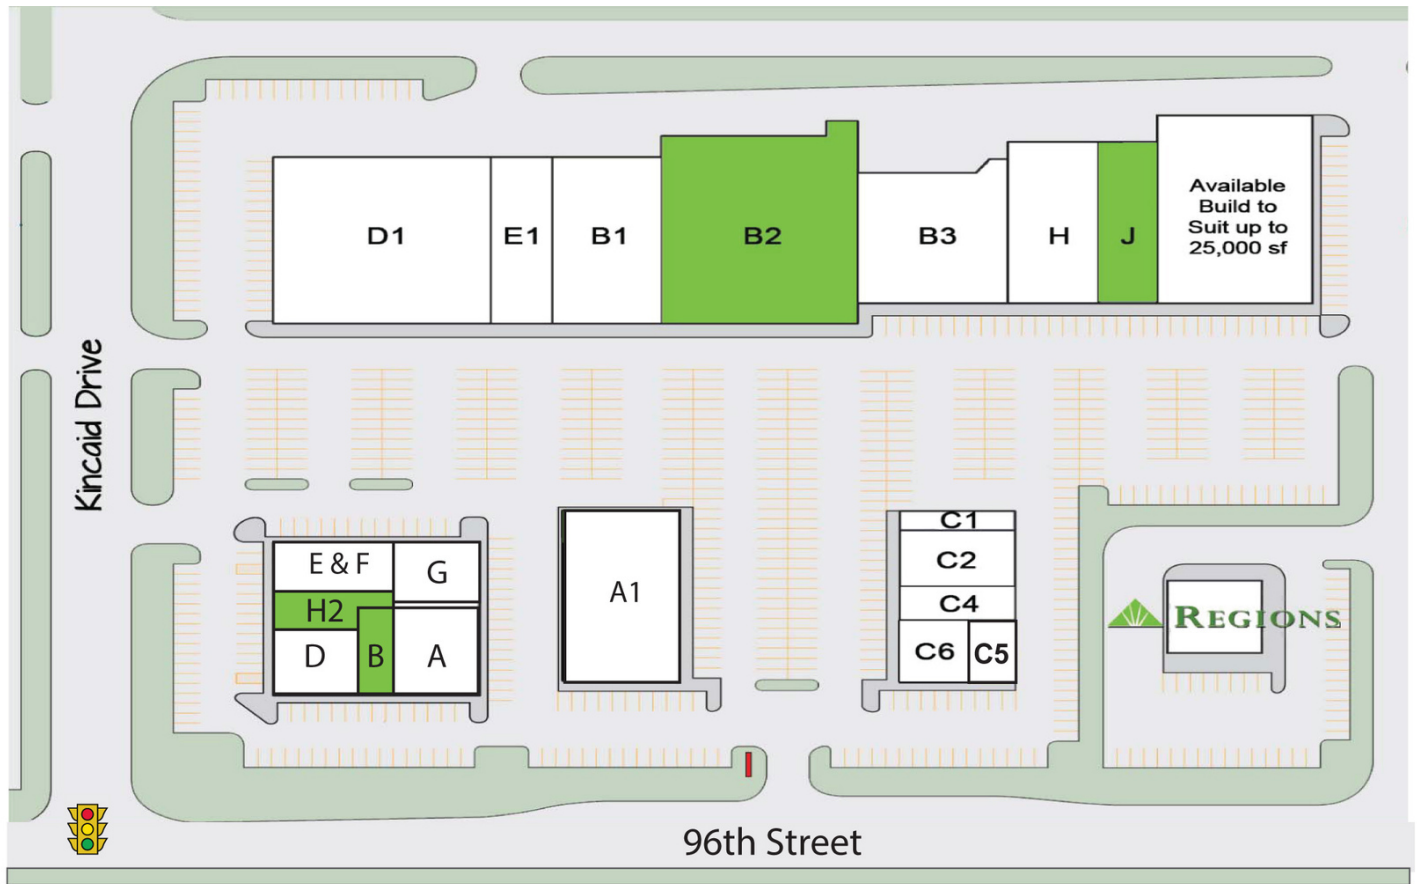 D1
E1
B1
B2
B3
H
J
Available
Build to
Suit up to
25,000 sf
Kincaid Drive
E & F
G
H2
D
B
A
A1
C1
C2
C4
C6
C5
REGIONS
96th Street